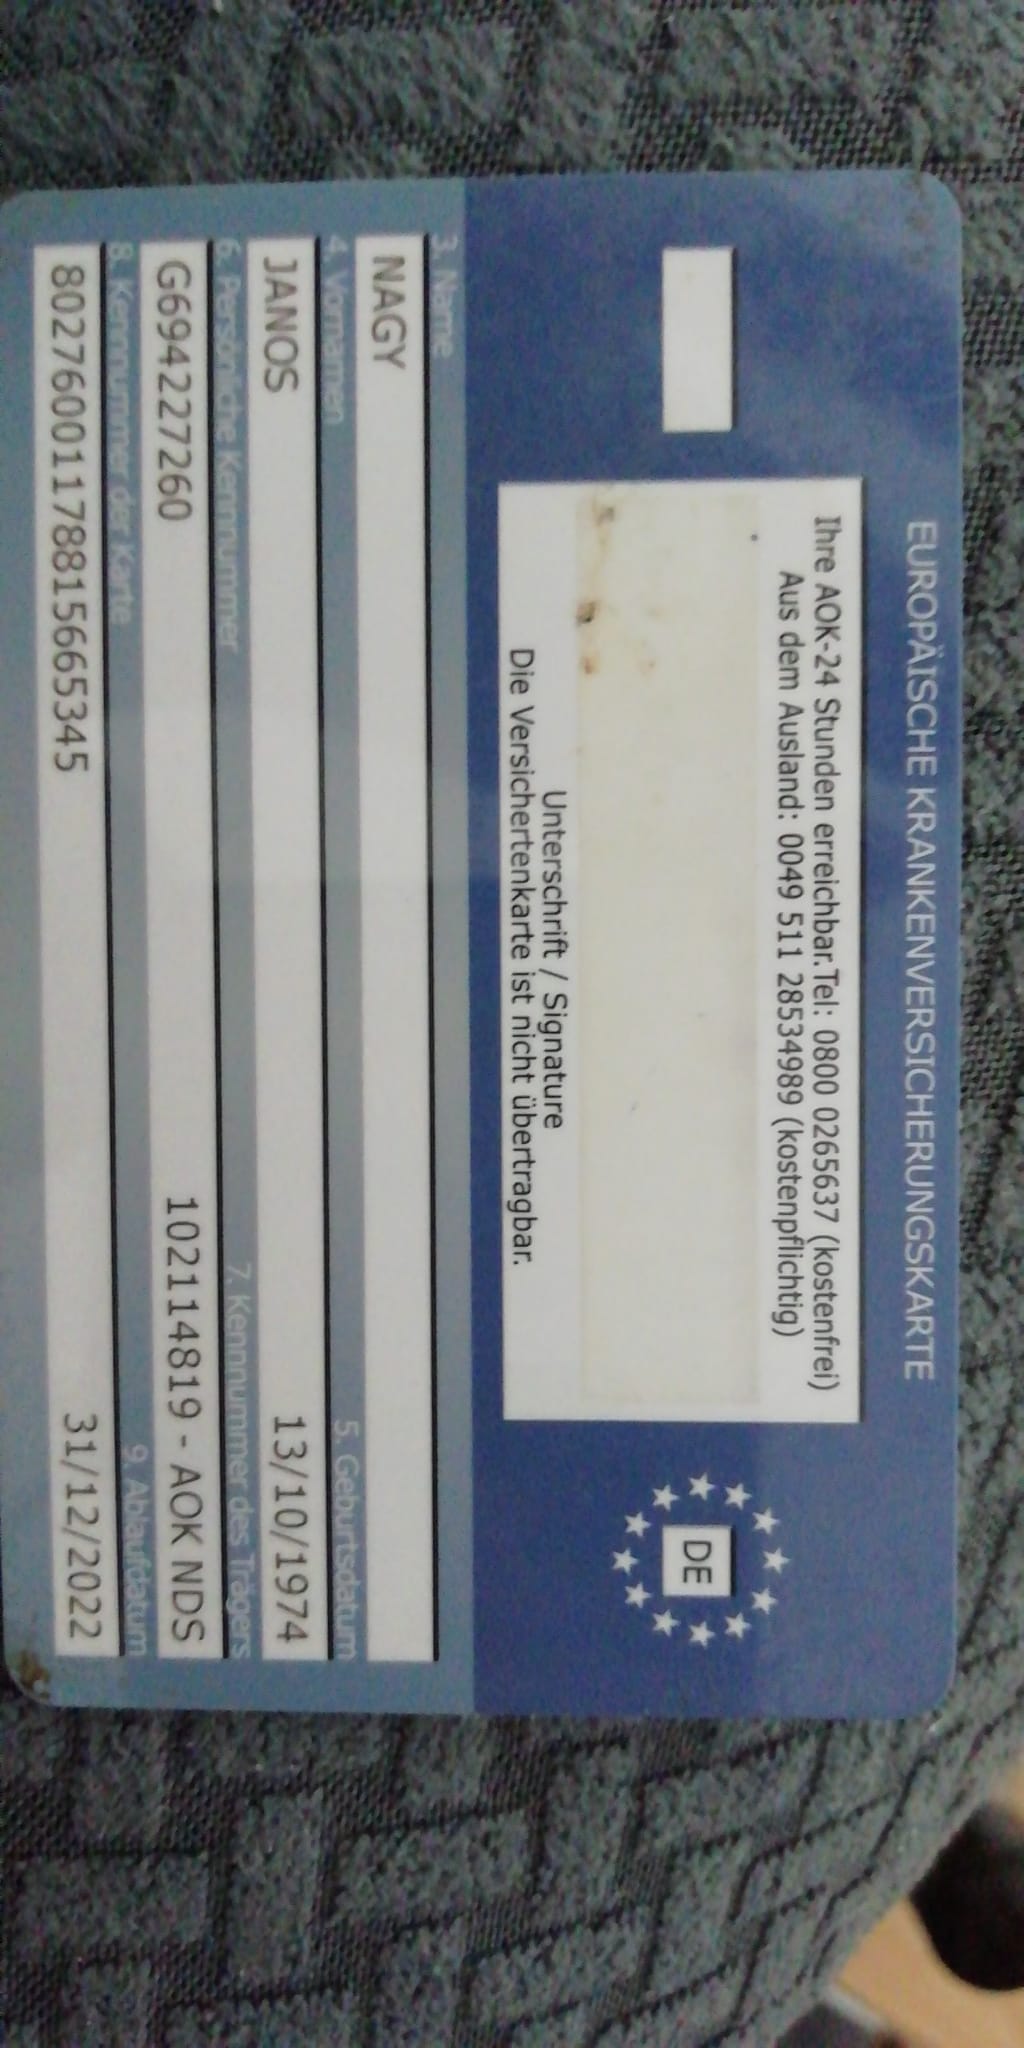 EUROPÄISCHE KRANKENVERSICHERUNGSKARTE
Ihre AOK-24 Stunden erreichbar.Tel: 0800 0265637 (kostenfrei)
Aus dem Ausland: 0049 511 28534989 (kostenpflichtig)
Unterschrift / Signature
Die Versichertenkarte ist nicht übertragbar.
DE
3. Name
NAGY
4. Vornamen 5. Geburtsdatum
JANOS 13/10/1974
6. Persönliche Kennnummer 7. Kennnummer des Trägers
G694227260 102114819 - AOK NDS
8. Kennnummer der Karte 9. Ablaufdatum
80276001178815665345 31/12/2022